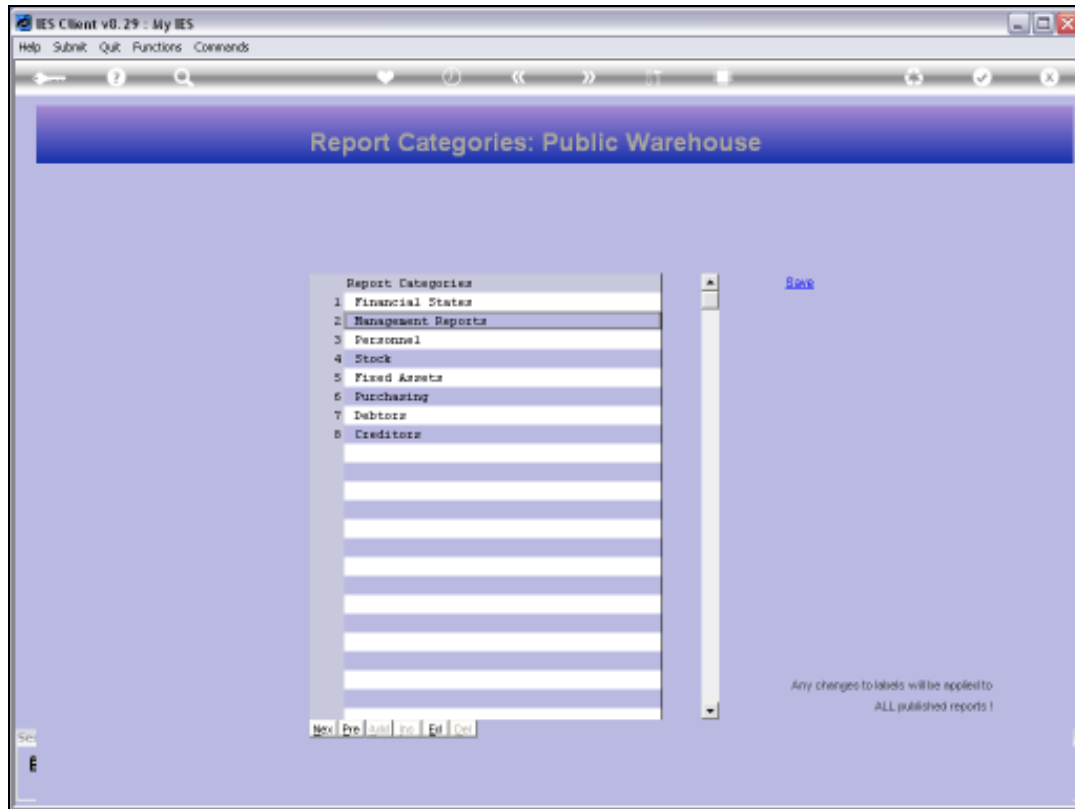 IES Client v8.29 : My IES
Help Submit Quit Functions Commands
Report Categories: Public Warehouse
Report Categories
1 Financial States
2 Management Reports
3 Personnel
4 Stock
5 Fixed Assets
6 Purchasing
7 Debtors
8 Creditors
Save
Any changes to labels will be applied to
ALL published reports !
Nex Pre Add Ins Ed Del
Se